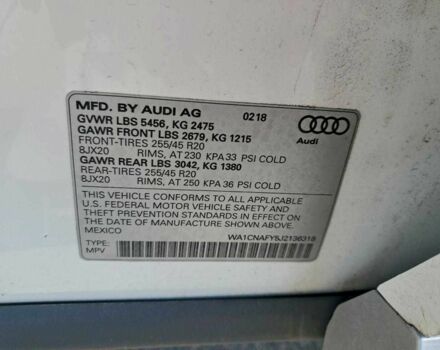 MFD. BY AUDI AG 0218
GVWR LBS 5456, KG 2475
GAWR FRONT LBS 2679, KG 1215
FRONT-TIRES 255/45 R20
8JX20 RIMS, AT 230 KPA 33 PSI COLD
GAWR REAR LBS 3042, KG 1380
REAR-TIRES 255/45 R20
8JX20 RIMS, AT 250 KPA 36 PSI COLD
Audi
THIS VEHICLE CONFORMS TO ALL APPLICABLE
U.S. FEDERAL MOTOR VEHICLE SAFETY, BUMPER AND
THEFT PREVENTION STANDARDS IN EFFECT ON
THE DATE OF MANUFACTURE SHOWN ABOVE.
MEXICO
TYPE: WA1CNAFY5J2136318
MPV